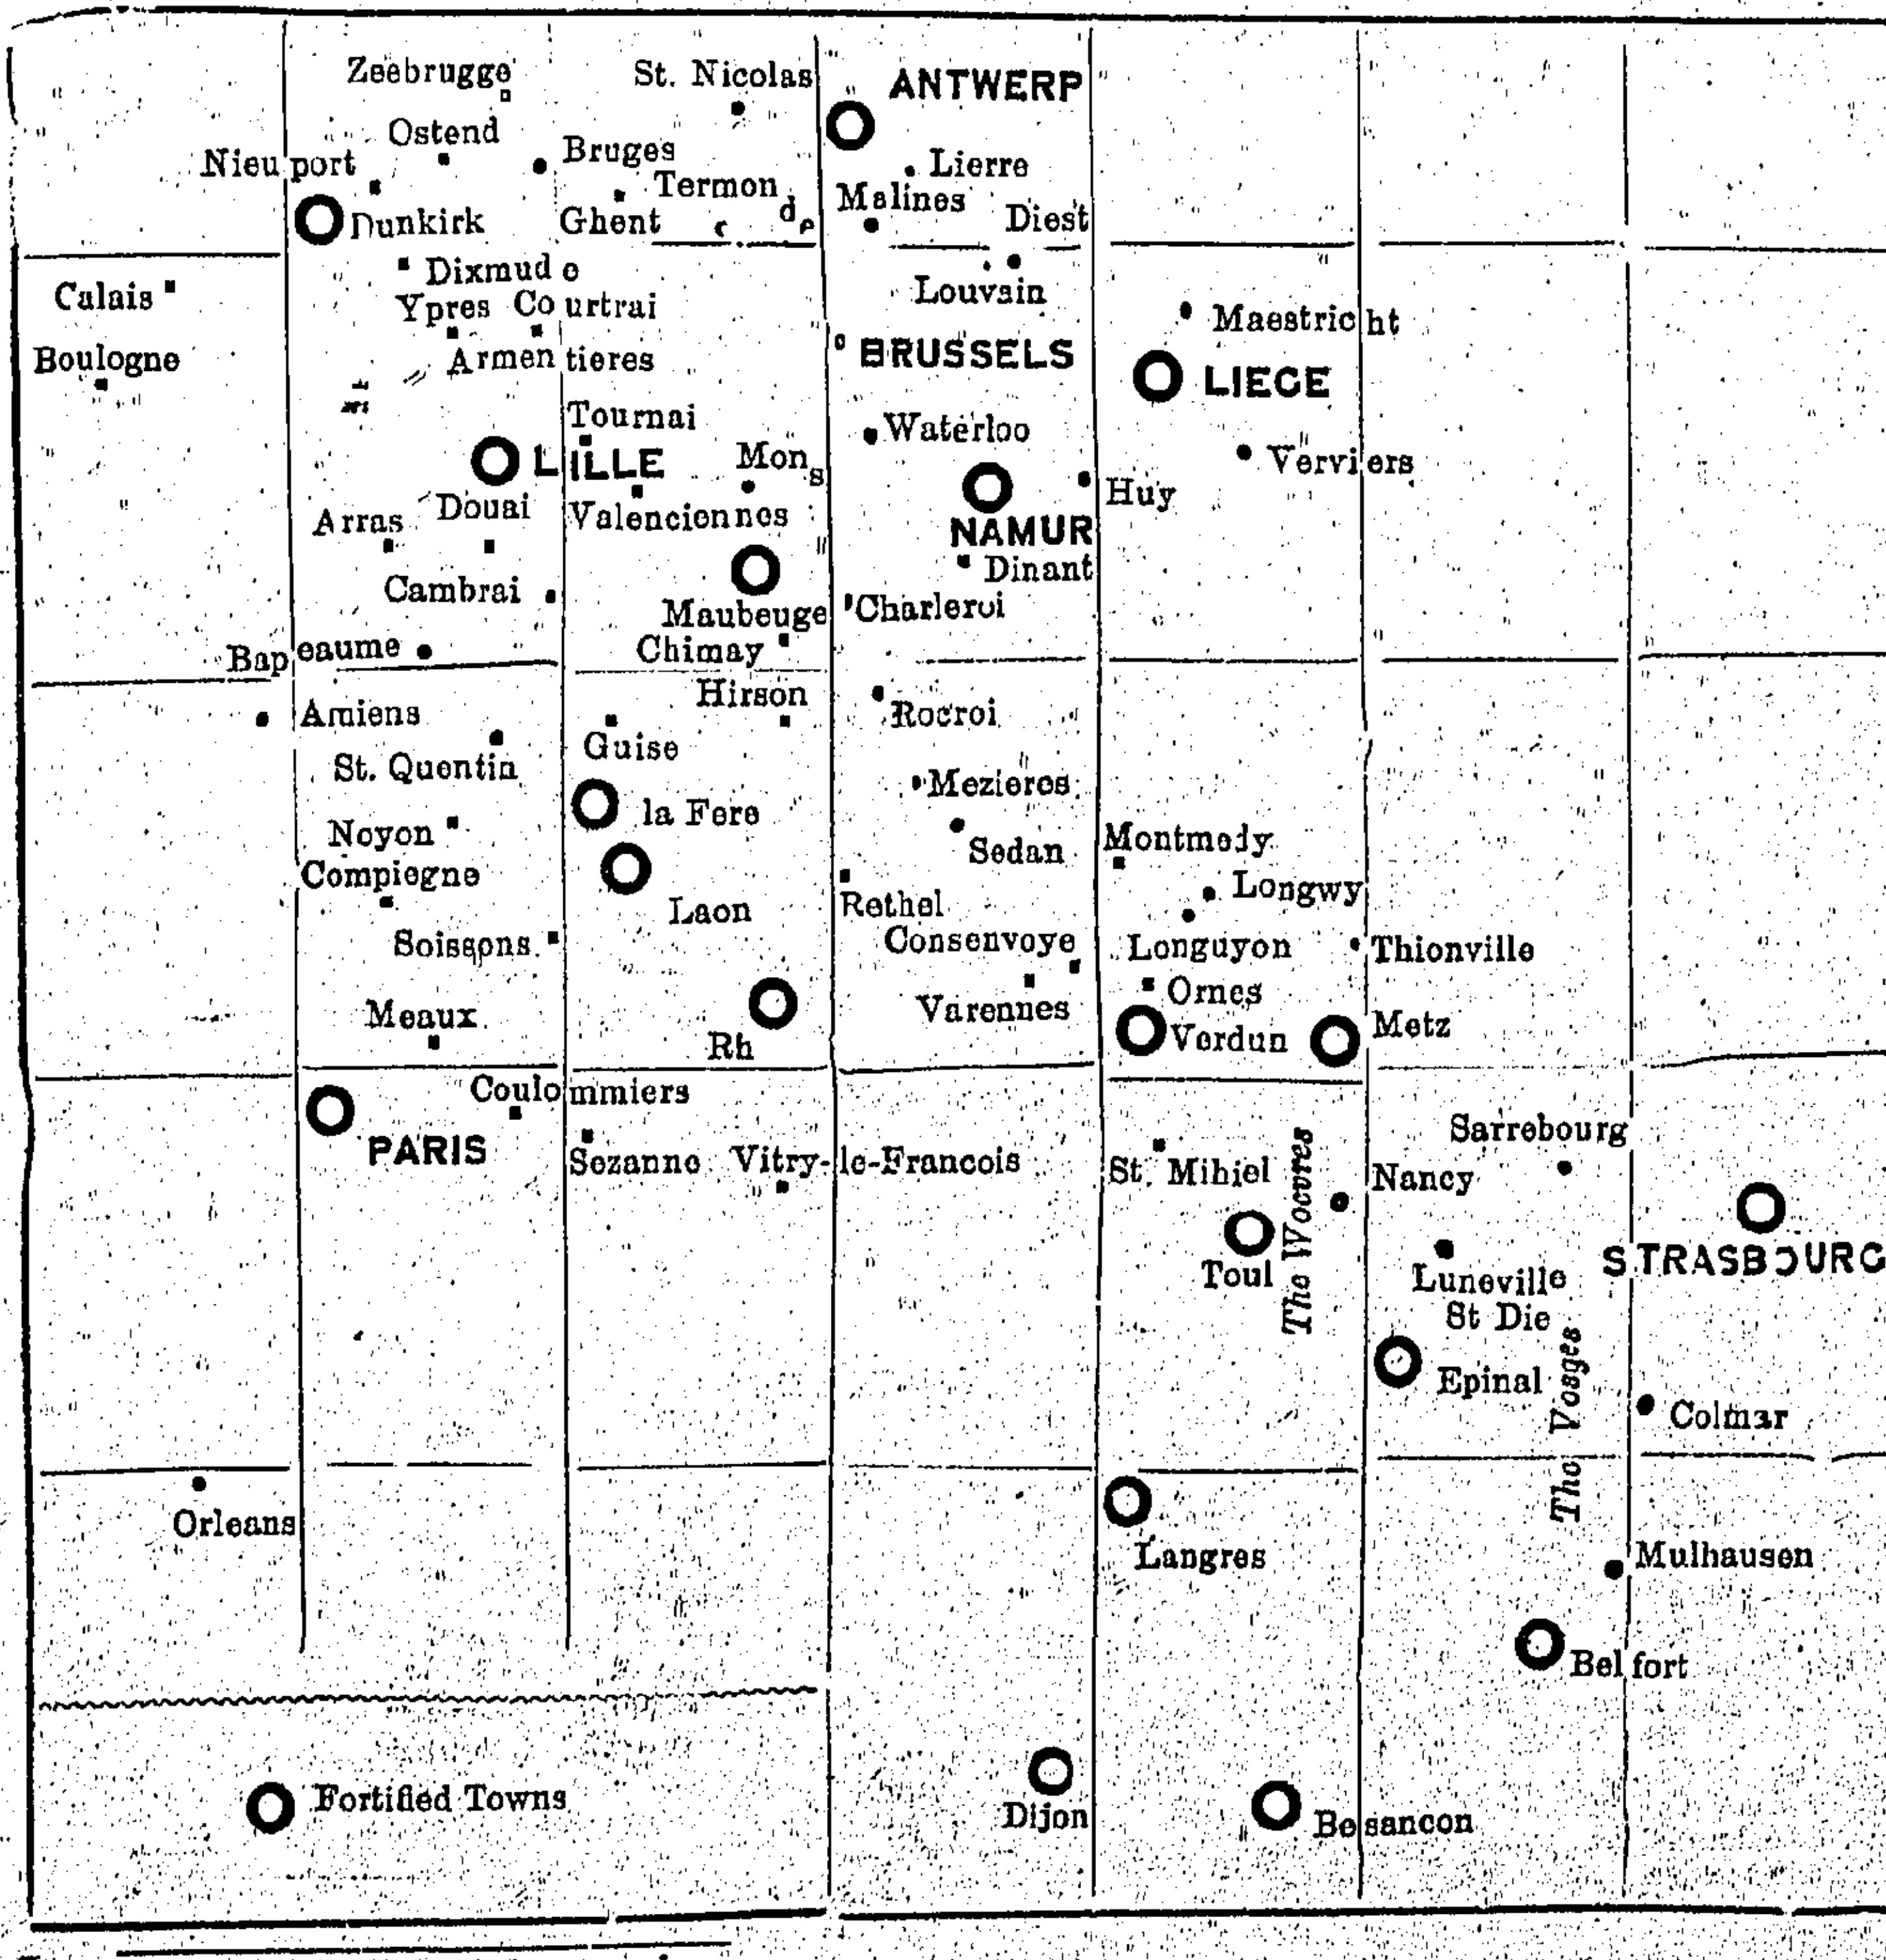 Zeebrugge
St. Nicolas
ANTWERP
Ostend
Nieuport
Bruges
Lierre
Termonde
Malines
Dunkirk
Ghent
Diest
Dixmude
Calais
Louvain
Ypres Courtrai
Maestricht
Boulogne
Armentieres
BRUSSELS
LIEGE
Tournai
Waterloo
LILLE
Mons
Verviers
Huy
Arras
Douai
Valenciennes
NAMUR
Dinant
Cambrai
Maubeuge
Charleroi
Bapeaume
Chimay
Hirson
Amiens
Rocroi
Guise
St. Quentin
Mezieres
la Fere
Noyon
Sedan
Montmedy
Compiegne
Longwy
Laon
Rethel
Soissons
Consenvoye
Longuyon
Thionville
Ornes
Varennes
Meaux
Verdun
Metz
Rh
Coulommiers
Sarrebourg
PARIS
Sezanne
Vitry-le-Francois
St. Mihiel
The Woevres
Nancy
STRASBOURG
Toul
Luneville
St Die
Epinal
The Vosges
Colmar
Orleans
Langres
Mulhausen
Belfort
Fortified Towns
Dijon
Besancon